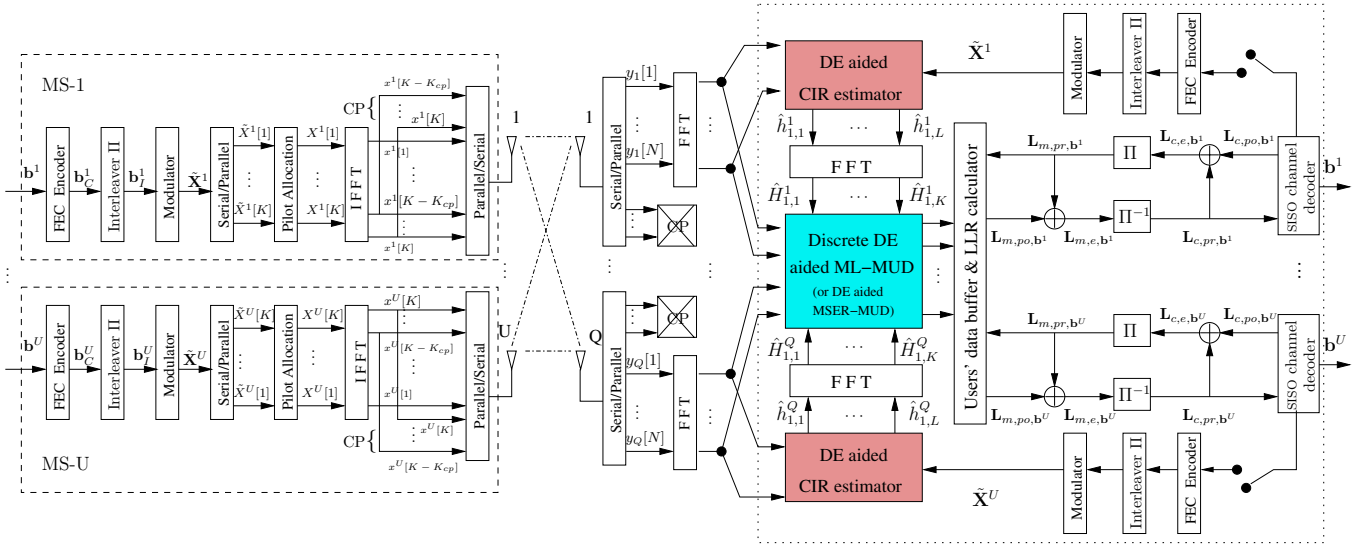 MS-1
b^1
FEC Encoder
b_C^1
Interleaver Π
b_I^1
Modulator
X̃^1
Serial/Parallel
X̃^1[1]
⋮ ⋮
X̃^1[K]
Pilot Allocation
X^1[1]
⋮ ⋮
X^1[K]
IFFT
CP{
x^1[K − K_{cp}]
⋮
x^1[K]
x^1[1]
⋮
x^1[K − K_{cp}]
⋮
x^1[K]
Parallel/Serial
1
⋮
MS-U
b^U
FEC Encoder
b_C^U
Interleaver Π
b_I^U
Modulator
X̃^U
Serial/Parallel
X̃^U[K]
⋮
X̃^U[1]
Pilot Allocation
X^U[K]
⋮
X^U[1]
IFFT
x^U[K]
⋮
x^U[K − K_{cp}]
⋮
x^U[1]
x^U[K]
CP{
x^U[K − K_{cp}]
Parallel/Serial
U
1
Serial/Parallel
y_1[1]
⋮
y_1[N]
FFT
⋮
CP
⋮
Q
Serial/Parallel
CP
y_Q[1]
⋮
y_Q[N]
FFT
⋮
DE aided
CIR estimator
ĥ_{1,1}^1 ⋯ ĥ_{1,L}^1
FFT
Ĥ_{1,1}^1 ⋯ Ĥ_{1,K}^1
Discrete DE
aided ML−MUD
(or DE aided
MSER−MUD)
⋮
Ĥ_{1,1}^Q ⋯ Ĥ_{1,K}^Q
FFT
ĥ_{1,1}^Q ⋯ ĥ_{1,L}^Q
DE aided
CIR estimator
Users' data buffer & LLR calculator
X̃^1
Modulator
Interleaver Π
FEC Encoder
L_{m,pr,b^1}
Π
L_{c,e,b^1}
L_{c,po,b^1}
L_{m,po,b^1}
L_{m,e,b^1}
Π^{−1}
L_{c,pr,b^1}
SISO channel
decoder
b^1
⋮
L_{m,pr,b^U}
Π
L_{c,e,b^U}
L_{c,po,b^U}
L_{m,po,b^U}
L_{m,e,b^U}
Π^{−1}
L_{c,pr,b^U}
SISO channel
decoder
b^U
X̃^U
Modulator
Interleaver Π
FEC Encoder